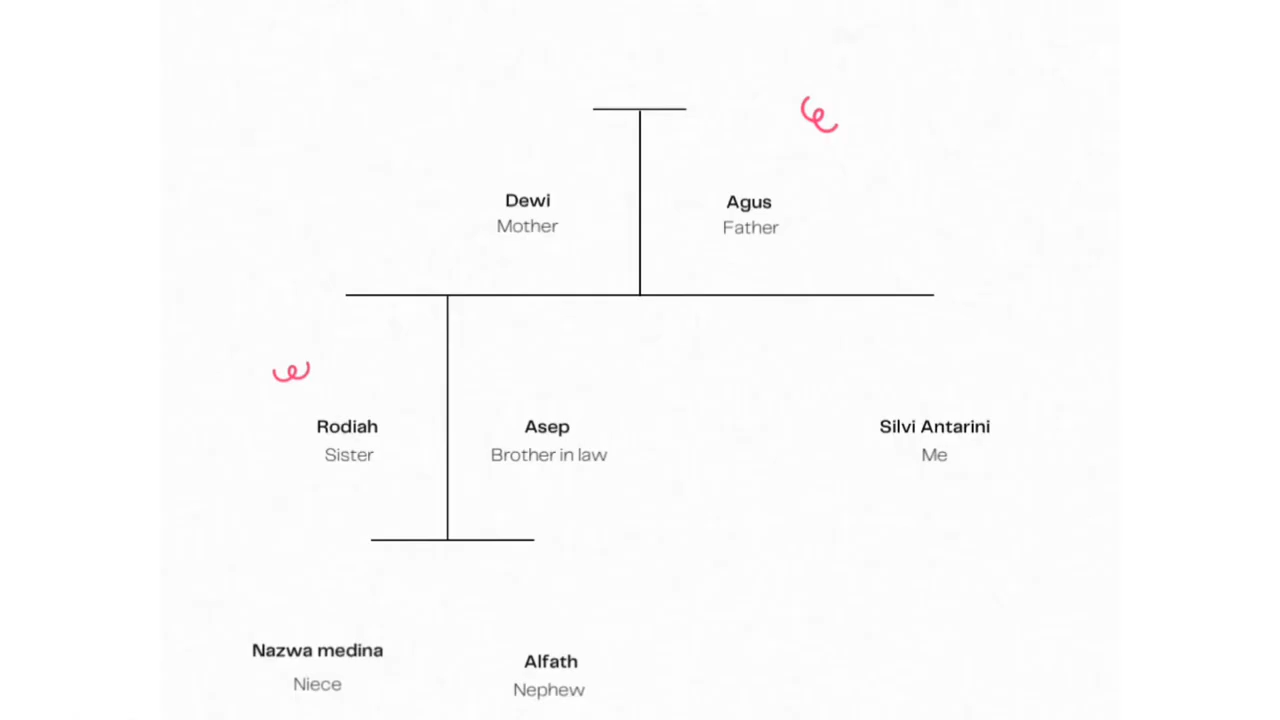 Dewi
Mother
Agus
Father
Rodiah
Sister
Asep
Brother in law
Silvi Antarini
Me
Nazwa medina
Niece
Alfath
Nephew